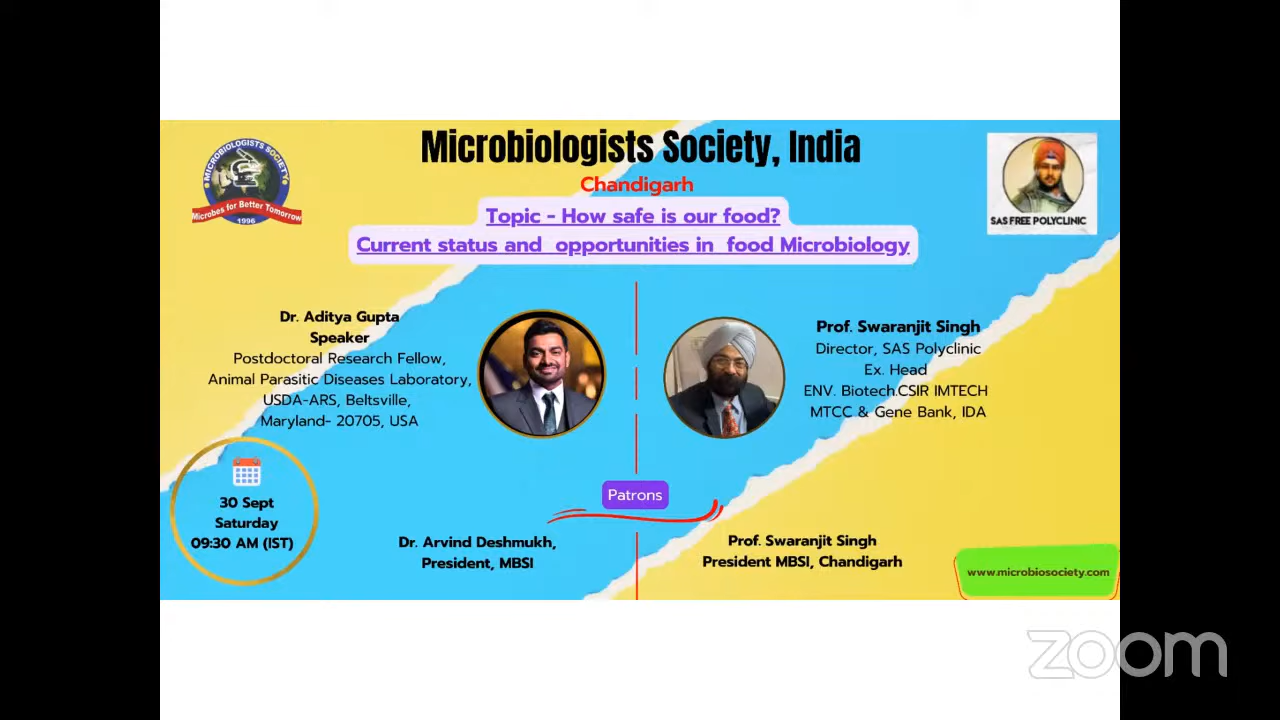 Microbiologists Society, India
Chandigarh
Topic - How safe is our food?
Current status and opportunities in food Microbiology
MICROBIOLOGISTS SOCIETY
Microbes for Better Tomorrow
1996
SAS FREE POLYCLINIC
Dr. Aditya Gupta
Speaker
Postdoctoral Research Fellow,
Animal Parasitic Diseases Laboratory,
USDA-ARS, Beltsville,
Maryland- 20705, USA
Prof. Swaranjit Singh
Director, SAS Polyclinic
Ex. Head
ENV. Biotech.CSIR IMTECH
MTCC & Gene Bank, IDA
30 Sept
Saturday
09:30 AM (IST)
Patrons
Dr. Arvind Deshmukh,
President, MBSI
Prof. Swaranjit Singh
President MBSI, Chandigarh
www.microbiosociety.com
zoom